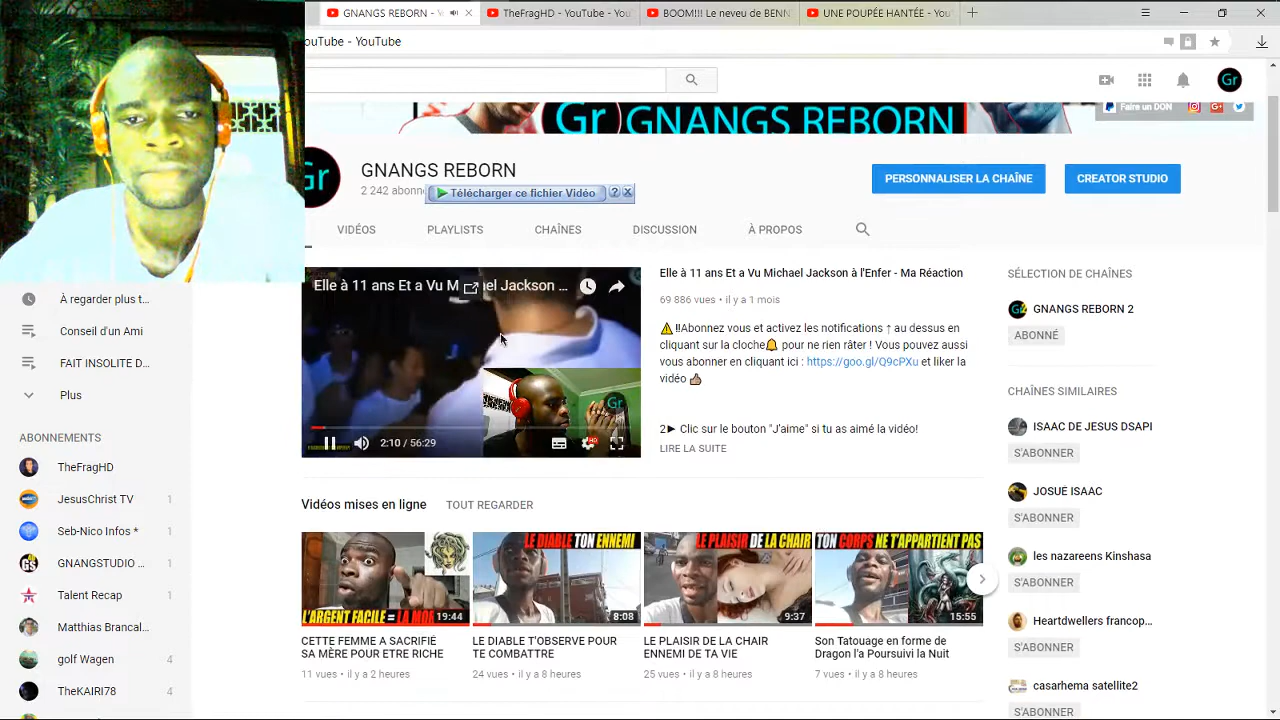 GNANGS REBORN - V
TheFragHD - YouTube - You
BOOM!!! Le neveu de BENN
UNE POUPÉE HANTÉE - You
ouTube - YouTube
Gr
Gr GNANGS REBORN
Faire un DON
Gr
GNANGS REBORN
2 242 abonn
Télécharger ce fichier Vidéo
PERSONNALISER LA CHAÎNE
CREATOR STUDIO
VIDÉOS
PLAYLISTS
CHAÎNES
DISCUSSION
À PROPOS
À regarder plus t...
Conseil d'un Ami
FAIT INSOLITE D...
Plus
ABONNEMENTS
TheFragHD
JesusChrist TV 1
Seb-Nico Infos * 1
GNANGSTUDIO ... 1
Talent Recap 1
Matthias Brancal...
golf Wagen 4
TheKAIRI78 4
Elle à 11 ans Et a Vu M el Jackson ...
Gr
2:10 / 56:29
HD
Elle à 11 ans Et a Vu Michael Jackson à l'Enfer - Ma Réaction
69 886 vues • il y a 1 mois
⚠️!!Abonnez vous et activez les notifications ↑ au dessus en
cliquant sur la cloche🔔 pour ne rien râter ! Vous pouvez aussi
vous abonner en cliquant ici : https://goo.gl/Q9cPXu et liker la
vidéo 👍
2► Clic sur le bouton "J'aime" si tu as aimé la vidéo!
LIRE LA SUITE
Vidéos mises en ligne
TOUT REGARDER
L'ARGENT FACILE = LA MO
19:44
CETTE FEMME A SACRIFIÉ
SA MÈRE POUR ETRE RICHE
11 vues • il y a 2 heures
LE DIABLE TON ENNEMI
8:08
LE DIABLE T'OBSERVE POUR
TE COMBATTRE
24 vues • il y a 8 heures
LE PLAISIR DE LA CHAIR
9:37
LE PLAISIR DE LA CHAIR
ENNEMI DE TA VIE
25 vues • il y a 8 heures
TON CORPS NE T'APPARTIENT PAS
15:55
Son Tatouage en forme de
Dragon l'a Poursuivi la Nuit
7 vues • il y a 8 heures
SÉLECTION DE CHAÎNES
GNANGS REBORN 2
ABONNÉ
CHAÎNES SIMILAIRES
ISAAC DE JESUS DSAPI
S'ABONNER
JOSUÉ ISAAC
S'ABONNER
les nazareens Kinshasa
S'ABONNER
Heartdwellers francop...
S'ABONNER
casarhema satellite2
S'ABONNER